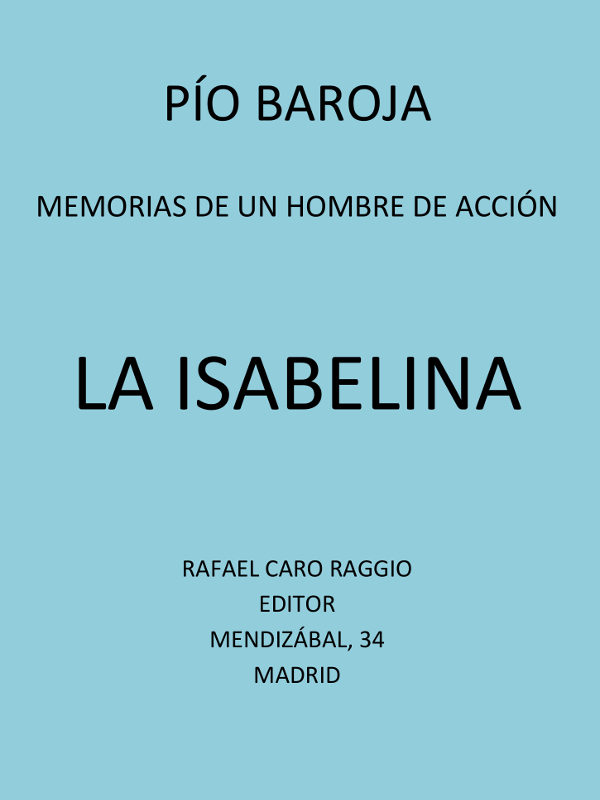 PÍO BAROJA
MEMORIAS DE UN HOMBRE DE ACCIÓN
LA ISABELINA
RAFAEL CARO RAGGIO
EDITOR
MENDIZÁBAL, 34
MADRID